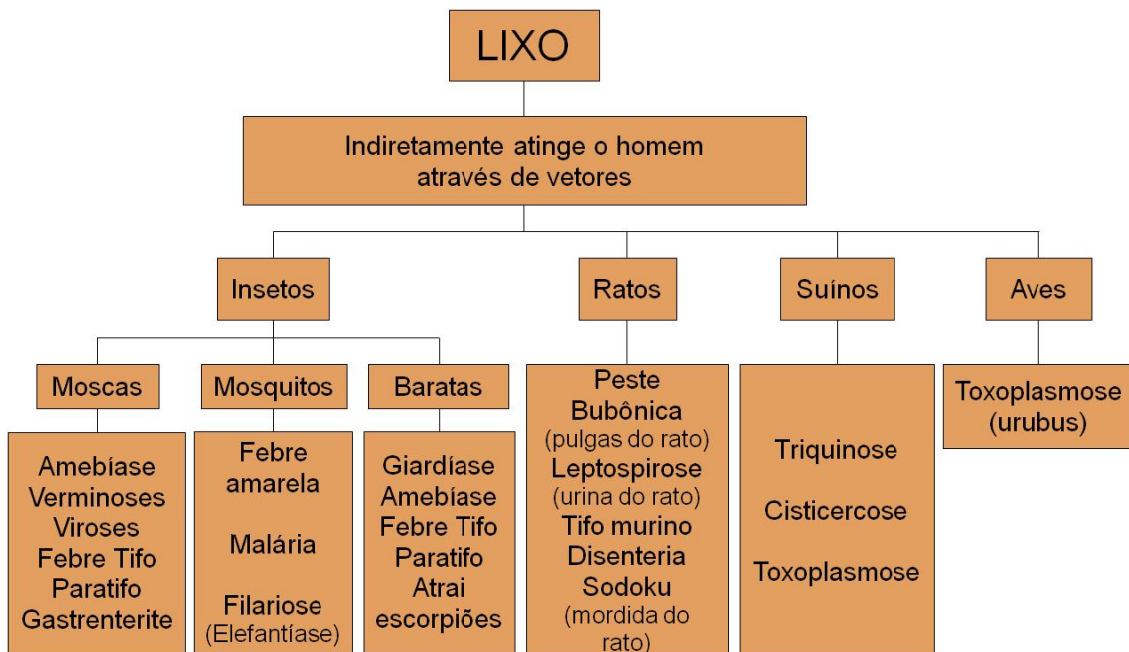 LIXO
Indiretamente atinge o homem
através de vetores
Insetos
Ratos
Suínos
Aves
Moscas
Mosquitos
Baratas
Amebíase
Verminoses
Viroses
Febre Tifo
Paratifo
Gastrenterite
Febre
amarela
Malária
Filariose
(Elefantíase)
Giardíase
Amebíase
Febre Tifo
Paratifo
Atrai
escorpiões
Peste
Bubônica
(pulgas do rato)
Leptospirose
(urina do rato)
Tifo murino
Disenteria
Sodoku
(mordida do
rato)
Triquinose
Cisticercose
Toxoplasmose
Toxoplasmose
(urubus)